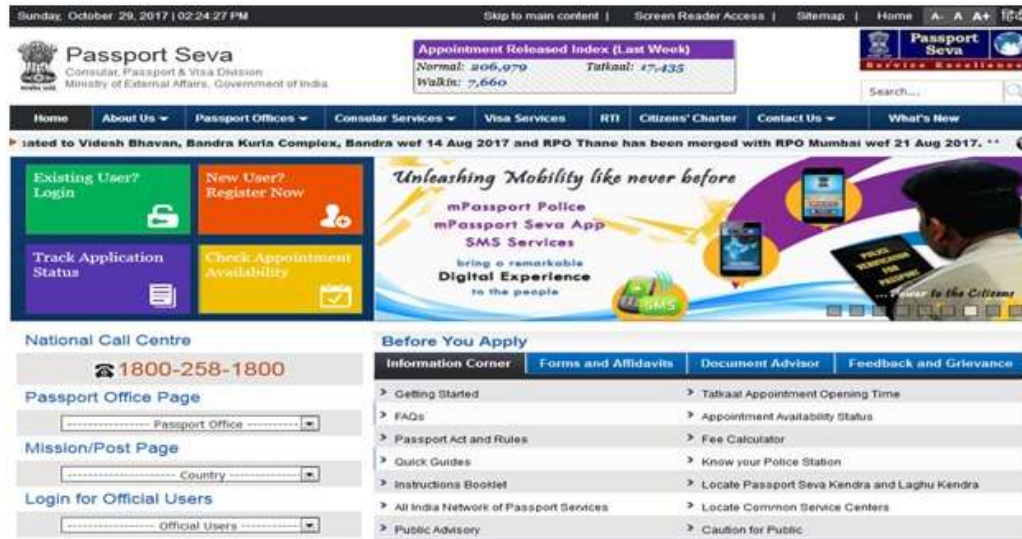 Sunday, October 29, 2017 | 02:24:27 PM
Skip to main content | Screen Reader Access | Sitemap | Home A- A A+
Passport Seva
Consular, Passport & Visa Division
Ministry of External Affairs, Government of India
Appointment Released Index (Last Week)
Normal: 206,979 Tatkaal: 17,435
Walkin: 7,660
Passport
Seva
Service Excellence
Search...
Home About Us Passport Offices Consular Services Visa Services RTI Citizens' Charter Contact Us What's New
ated to Videsh Bhavan, Bandra Kurla Complex, Bandra wef 14 Aug 2017 and RPO Thane has been merged with RPO Mumbai wef 21 Aug 2017. **
Existing User?
Login
New User?
Register Now
Track Application
Status
Check Appointment
Availability
Unleashing Mobility like never before
mPassport Police
mPassport Seva App
SMS Services
bring a remarkable
Digital Experience
to the people
SMS
POLICE
VERIFICATION
FOR
PASSPORT
...Power to the Citizens
National Call Centre
1800-258-1800
Passport Office Page
---------------- Passport Office ----------
Mission/Post Page
--------------------- Country -------------
Login for Official Users
------------------ Official Users -----------
Before You Apply
Information Corner Forms and Affidavits Document Advisor Feedback and Grievance
Getting Started
FAQs
Passport Act and Rules
Quick Guides
Instructions Booklet
All India Network of Passport Services
Public Advisory
Tatkaal Appointment Opening Time
Appointment Availability Status
Fee Calculator
Know your Police Station
Locate Passport Seva Kendra and Laghu Kendra
Locate Common Service Centers
Caution for Public